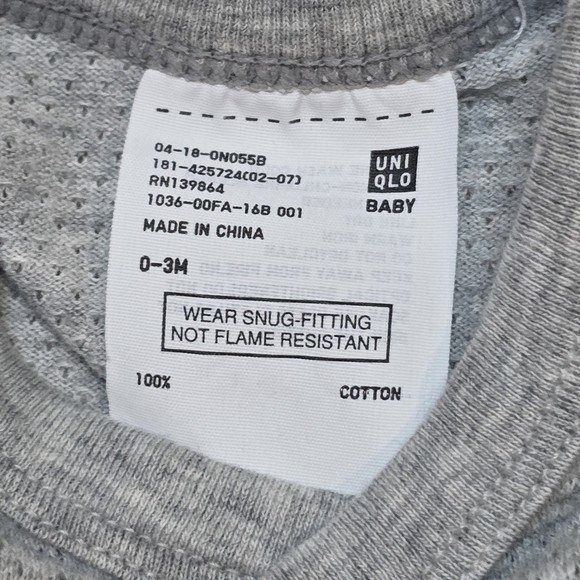 04-18-0N055B
181-425724(02-07)
RN139864
1036-00FA-16B 001
MADE IN CHINA
0-3M
UNI
QLO
BABY
WEAR SNUG-FITTING
NOT FLAME RESISTANT
100% COTTON